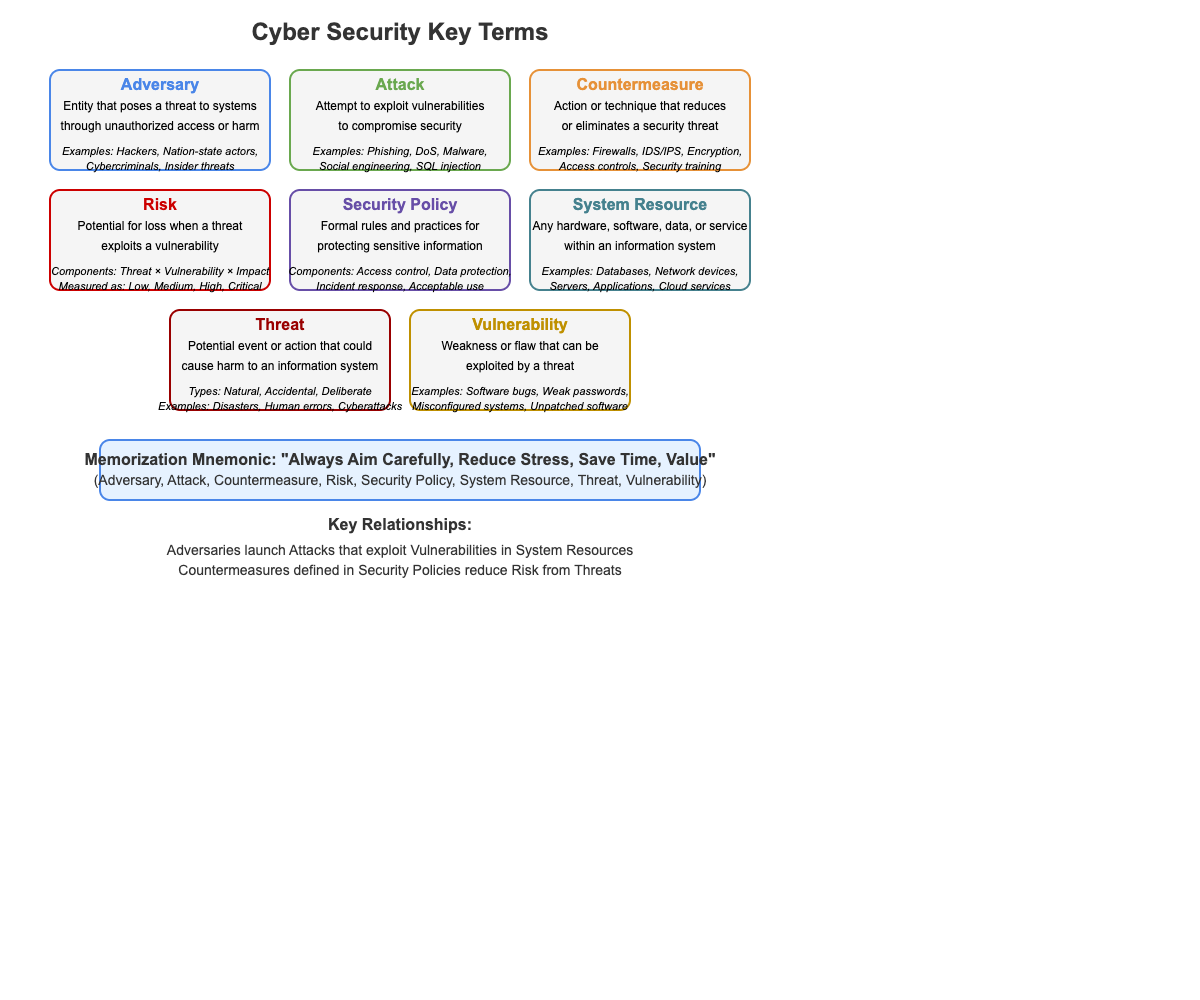 Cyber Security Key Terms
Adversary
Entity that poses a threat to systems
through unauthorized access or harm
Examples: Hackers, Nation-state actors,
Cybercriminals, Insider threats
Attack
Attempt to exploit vulnerabilities
to compromise security
Examples: Phishing, DoS, Malware,
Social engineering, SQL injection
Countermeasure
Action or technique that reduces
or eliminates a security threat
Examples: Firewalls, IDS/IPS, Encryption,
Access controls, Security training
Risk
Potential for loss when a threat
exploits a vulnerability
Components: Threat × Vulnerability × Impact
Measured as: Low, Medium, High, Critical
Security Policy
Formal rules and practices for
protecting sensitive information
Components: Access control, Data protection,
Incident response, Acceptable use
System Resource
Any hardware, software, data, or service
within an information system
Examples: Databases, Network devices,
Servers, Applications, Cloud services
Threat
Potential event or action that could
cause harm to an information system
Types: Natural, Accidental, Deliberate
Examples: Disasters, Human errors, Cyberattacks
Vulnerability
Weakness or flaw that can be
exploited by a threat
Examples: Software bugs, Weak passwords,
Misconfigured systems, Unpatched software
Memorization Mnemonic: "Always Aim Carefully, Reduce Stress, Save Time, Value"
(Adversary, Attack, Countermeasure, Risk, Security Policy, System Resource, Threat, Vulnerability)
Key Relationships:
Adversaries launch Attacks that exploit Vulnerabilities in System Resources
Countermeasures defined in Security Policies reduce Risk from Threats